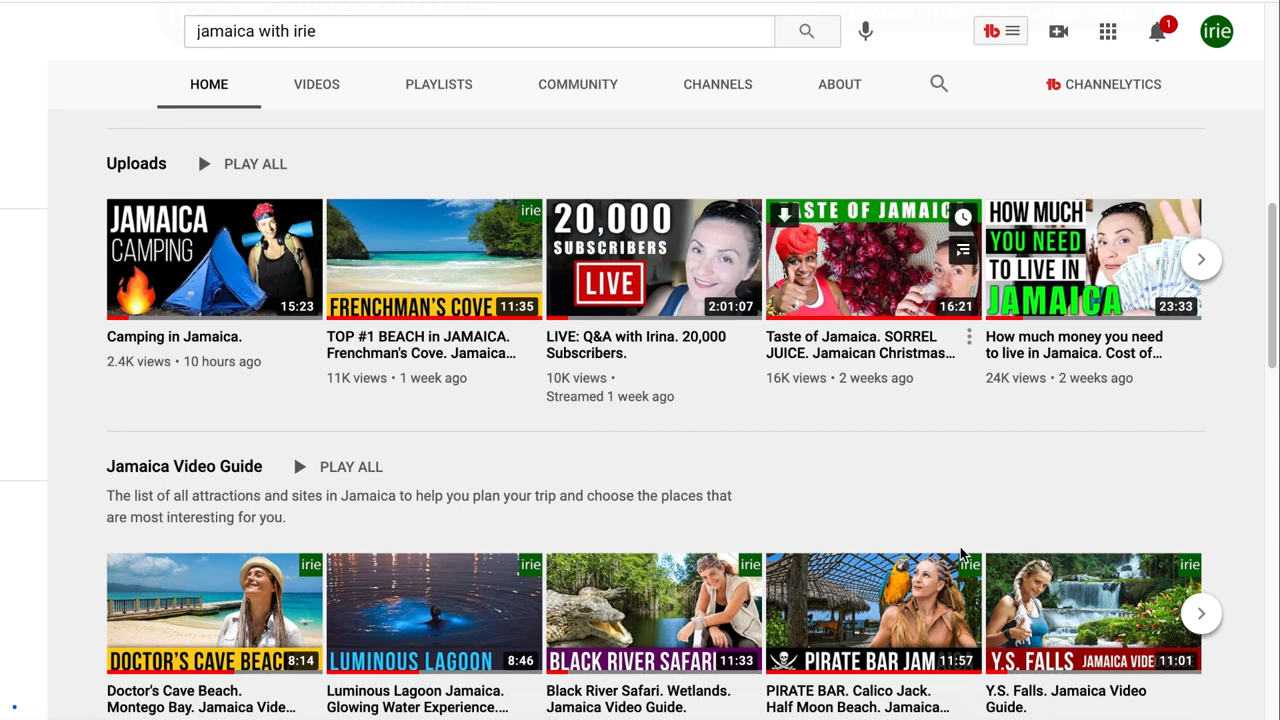 jamaica with irie
1
irie
HOME VIDEOS PLAYLISTS COMMUNITY CHANNELS ABOUT CHANNELYTICS
Uploads PLAY ALL
JAMAICA
CAMPING
15:23
irie
FRENCHMAN'S COVE
11:35
20,000
SUBSCRIBERS
LIVE
2:01:07
TASTE OF JAMAIC
16:21
HOW MUCH
YOU NEED
TO LIVE IN
JAMAICA
23:33
Camping in Jamaica.
2.4K views • 10 hours ago
TOP #1 BEACH in JAMAICA.
Frenchman's Cove. Jamaica...
11K views • 1 week ago
LIVE: Q&A with Irina. 20,000
Subscribers.
10K views •
Streamed 1 week ago
Taste of Jamaica. SORREL
JUICE. Jamaican Christmas...
16K views • 2 weeks ago
How much money you need
to live in Jamaica. Cost of...
24K views • 2 weeks ago
Jamaica Video Guide PLAY ALL
The list of all attractions and sites in Jamaica to help you plan your trip and choose the places that
are most interesting for you.
irie
DOCTOR'S CAVE BEAC
8:14
irie
LUMINOUS LAGOON
8:46
irie
BLACK RIVER SAFARI
11:33
irie
PIRATE BAR JAM
11:57
irie
Y.S. FALLS JAMAICA VIDE
11:01
Doctor's Cave Beach.
Montego Bay. Jamaica Vide...
Luminous Lagoon Jamaica.
Glowing Water Experience....
Black River Safari. Wetlands.
Jamaica Video Guide.
PIRATE BAR. Calico Jack.
Half Moon Beach. Jamaica...
Y.S. Falls. Jamaica Video
Guide.